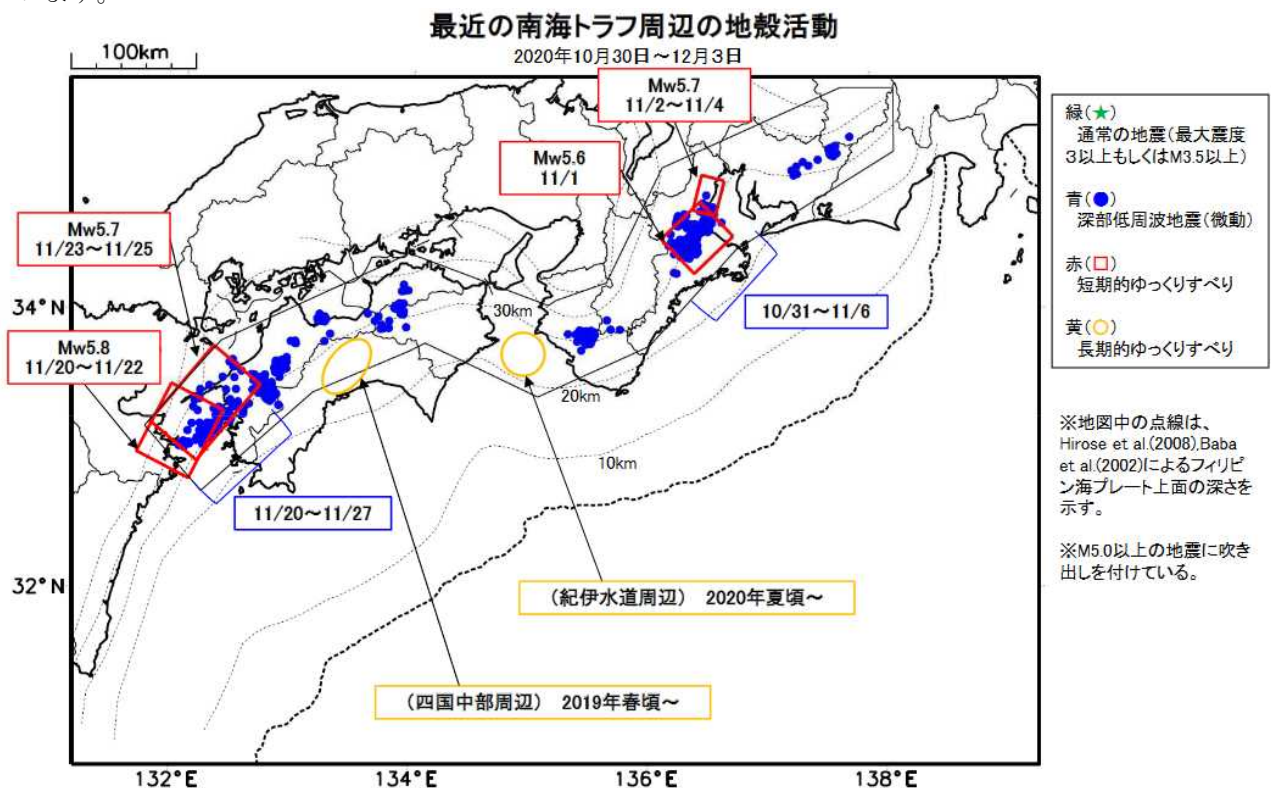 います。
最近の南海トラフ周辺の地殻活動
2020年10月30日～12月3日
100km
Mw5.7
11/2～11/4
Mw5.6
11/1
Mw5.7
11/23～11/25
Mw5.8
11/20～11/22
34°N
32°N
30km
20km
10km
10/31～11/6
11/20～11/27
（紀伊水道周辺） 2020年夏頃～
（四国中部周辺） 2019年春頃～
132°E
134°E
136°E
138°E
緑(★)
通常の地震(最大震度
3以上もしくはM3.5以上)
青(●)
深部低周波地震(微動)
赤(□)
短期的ゆっくりすべり
黄(○)
長期的ゆっくりすべり
※地図中の点線は、
Hirose et al.(2008),Baba
et al.(2002)によるフィリピ
ン海プレート上面の深さを
示す。
※M5.0以上の地震に吹き
出しを付けている。